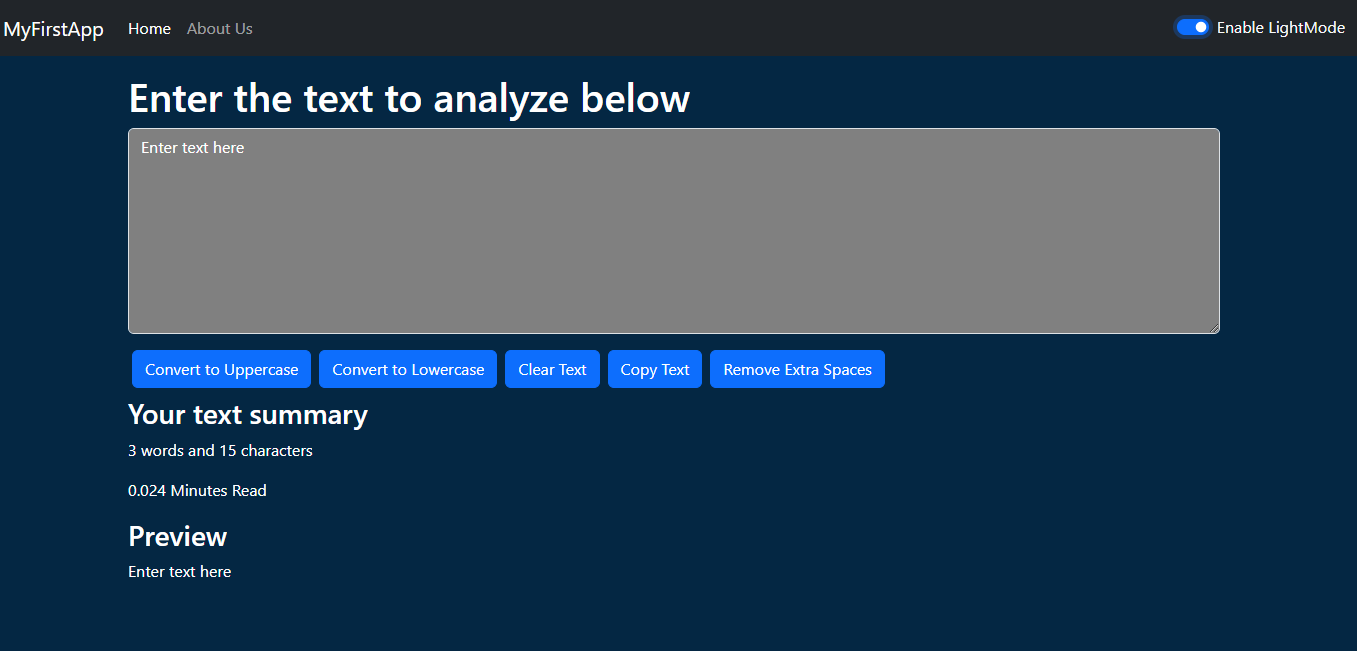 MyFirstApp Home About Us Enable LightMode
Enter the text to analyze below
Enter text here
Convert to Uppercase Convert to Lowercase Clear Text Copy Text Remove Extra Spaces
Your text summary
3 words and 15 characters
0.024 Minutes Read
Preview
Enter text here